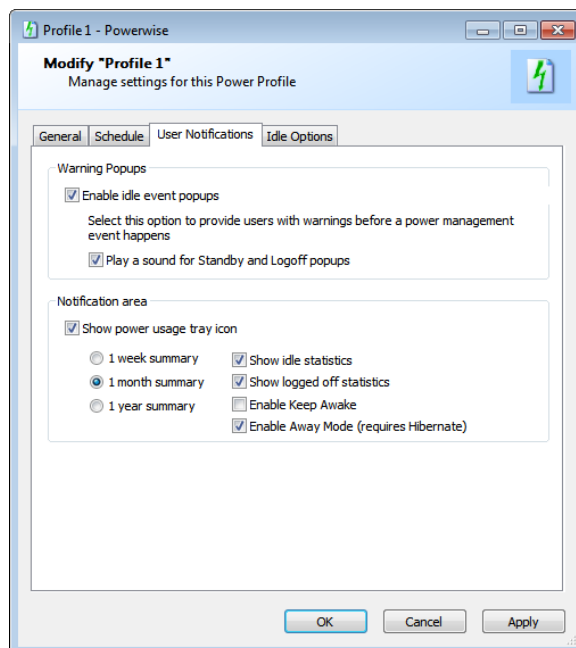 Profile 1 - Powerwise
Modify "Profile 1"
Manage settings for this Power Profile
General Schedule User Notifications Idle Options
Warning Popups
Enable idle event popups
Select this option to provide users with warnings before a power management
event happens
Play a sound for Standby and Logoff popups
Notification area
Show power usage tray icon
1 week summary Show idle statistics
1 month summary Show logged off statistics
1 year summary Enable Keep Awake
Enable Away Mode (requires Hibernate)
OK Cancel Apply